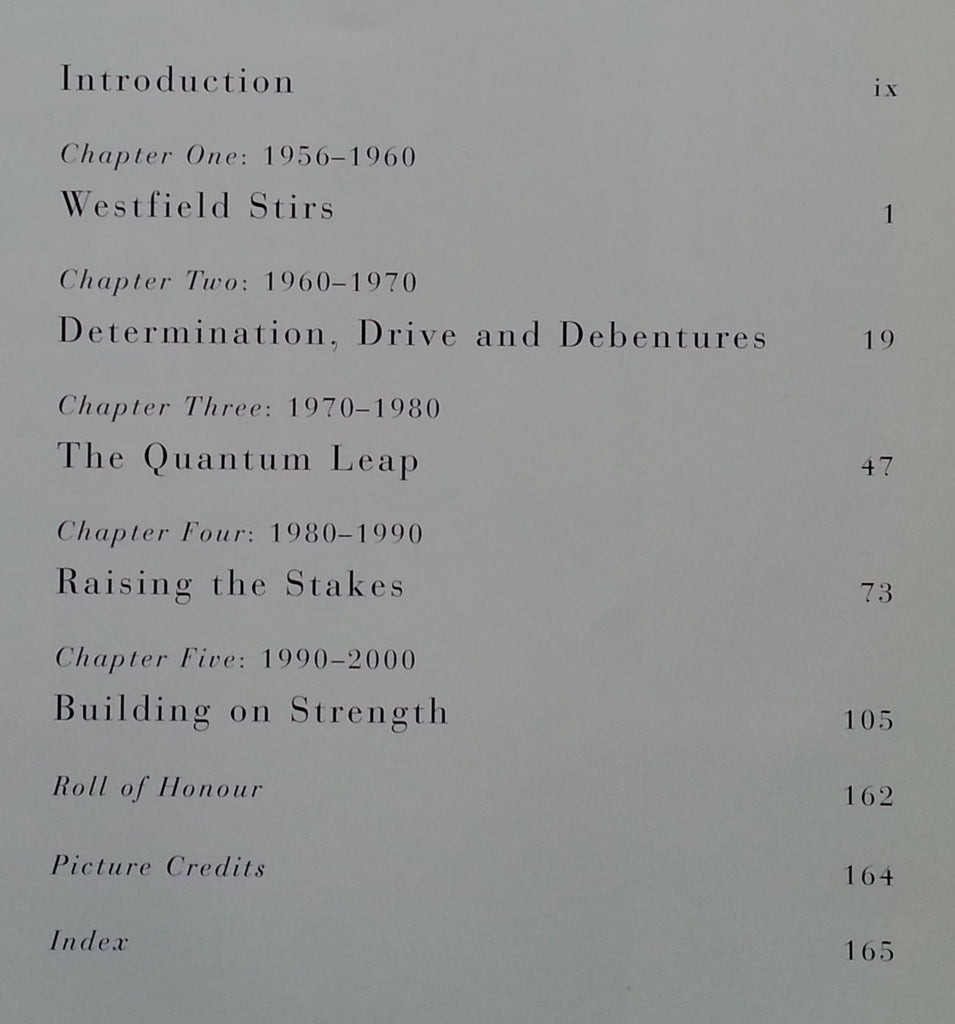 Introduction ix
Chapter One: 1956–1960
Westfield Stirs 1
Chapter Two: 1960–1970
Determination, Drive and Debentures 19
Chapter Three: 1970–1980
The Quantum Leap 47
Chapter Four: 1980–1990
Raising the Stakes 73
Chapter Five: 1990–2000
Building on Strength 105
Roll of Honour 162
Picture Credits 164
Index 165